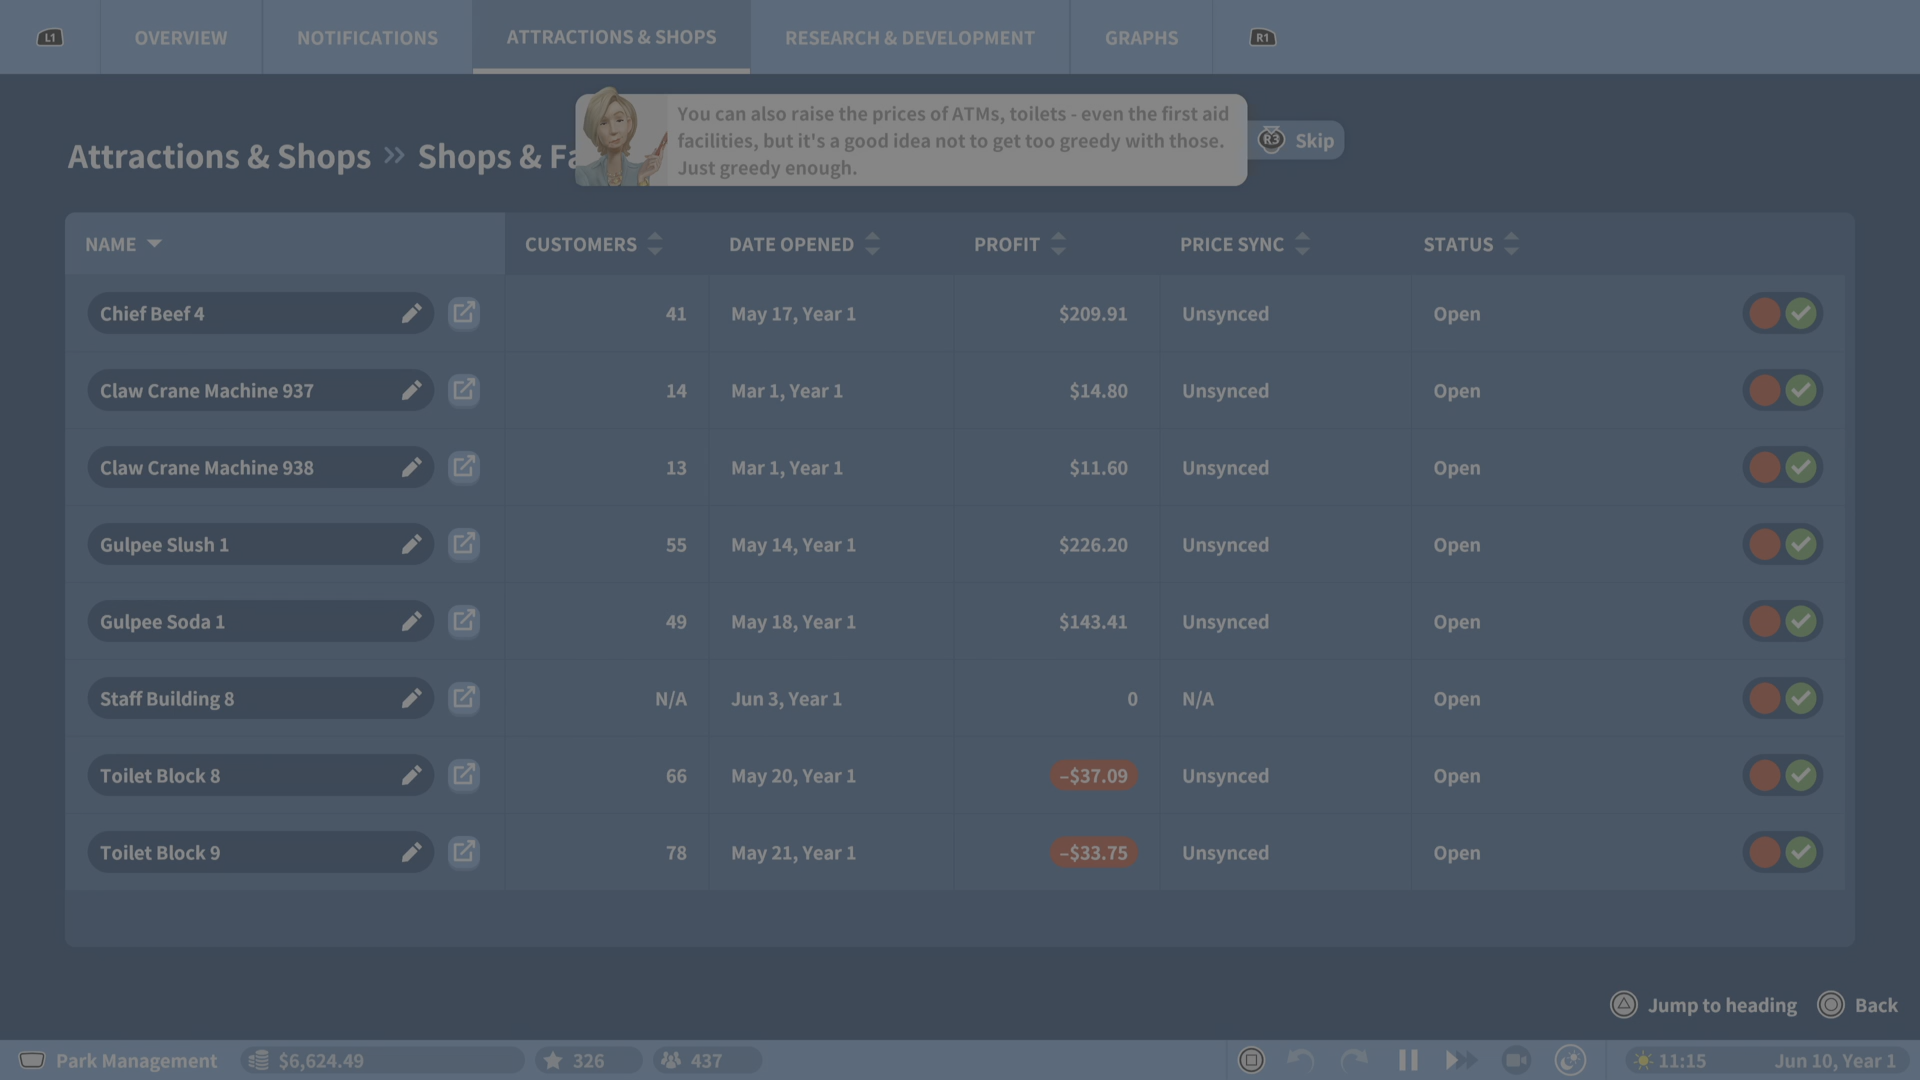 L1
OVERVIEW
NOTIFICATIONS
ATTRACTIONS & SHOPS
RESEARCH & DEVELOPMENT
GRAPHS
R1
You can also raise the prices of ATMs, toilets - even the first aid
facilities, but it's a good idea not to get too greedy with those.
Just greedy enough.
R3 Skip
Attractions & Shops » Shops & Fa
NAME CUSTOMERS DATE OPENED PROFIT PRICE SYNC STATUS
Chief Beef 4 41 May 17, Year 1 $209.91 Unsynced Open
Claw Crane Machine 937 14 Mar 1, Year 1 $14.80 Unsynced Open
Claw Crane Machine 938 13 Mar 1, Year 1 $11.60 Unsynced Open
Gulpee Slush 1 55 May 14, Year 1 $226.20 Unsynced Open
Gulpee Soda 1 49 May 18, Year 1 $143.41 Unsynced Open
Staff Building 8 N/A Jun 3, Year 1 0 N/A Open
Toilet Block 8 66 May 20, Year 1 –$37.09 Unsynced Open
Toilet Block 9 78 May 21, Year 1 –$33.75 Unsynced Open
Jump to heading Back
Park Management $6,624.49 326 437 11:15 Jun 10, Year 1